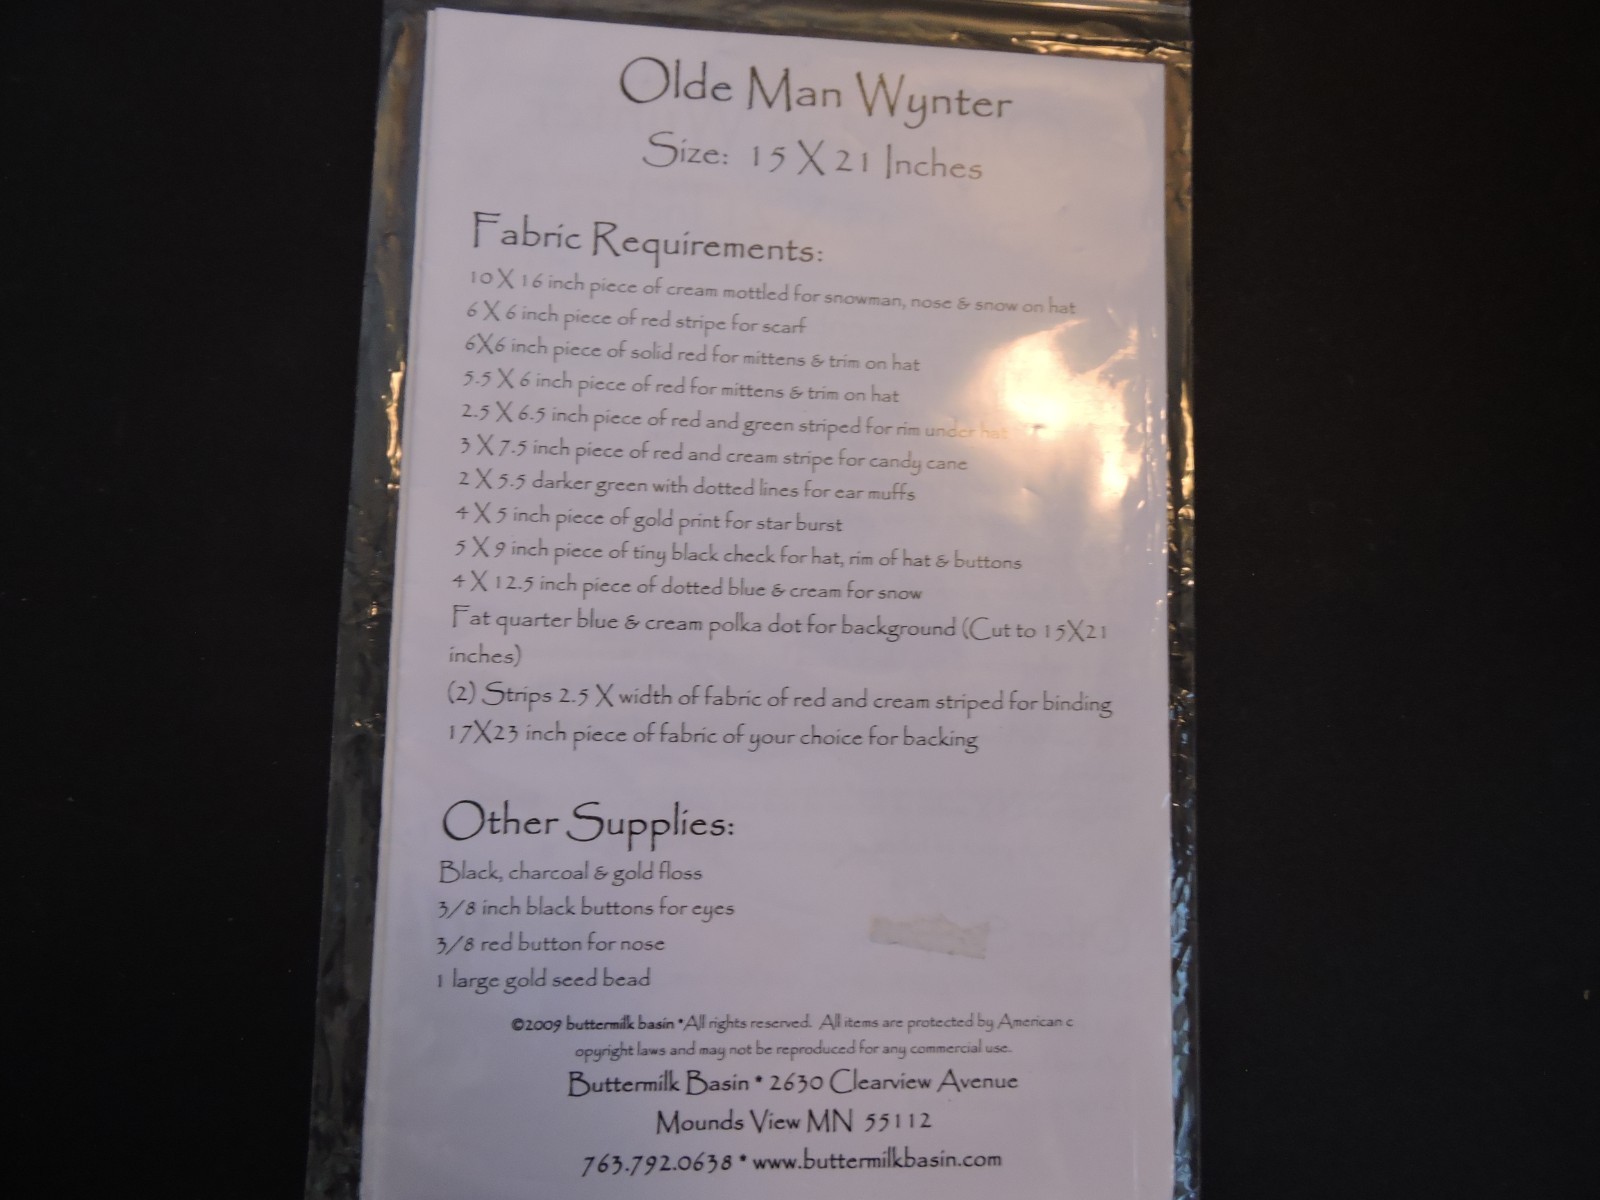 Olde Man Wynter
Size: 15 X 21 Inches
Fabric Requirements:
10 X 16 inch piece of cream mottled for snowman, nose & snow on hat
6 X 6 inch piece of red stripe for scarf
6X6 inch piece of solid red for mittens & trim on hat
5.5 X 6 inch piece of red for mittens & trim on hat
2.5 X 6.5 inch piece of red and green striped for rim under hat
3 X 7.5 inch piece of red and cream stripe for candy cane
2 X 5.5 darker green with dotted lines for ear muffs
4 X 5 inch piece of gold print for star burst
5 X 9 inch piece of tiny black check for hat, rim of hat & buttons
4 X 12.5 inch piece of dotted blue & cream for snow
Fat quarter blue & cream polka dot for background (Cut to 15X21
inches)
(2) Strips 2.5 X width of fabric of red and cream striped for binding
17X23 inch piece of fabric of your choice for backing
Other Supplies:
Black, charcoal & gold floss
3/8 inch black buttons for eyes
3/8 red button for nose
1 large gold seed bead
©2009 buttermilk basin *All rights reserved. All items are protected by American c
opyright laws and may not be reproduced for any commercial use.
Buttermilk Basin * 2630 Clearview Avenue
Mounds View MN 55112
763.792.0638 * www.buttermilkbasin.com